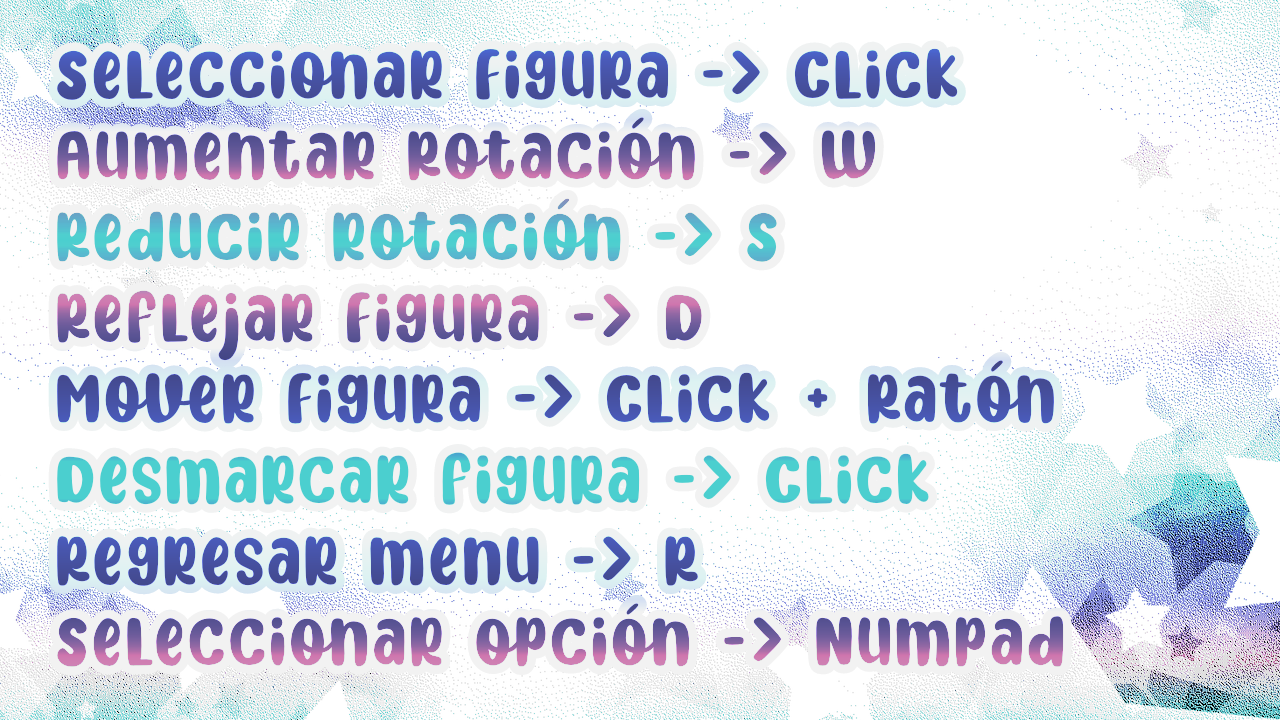 Seleccionar figura -> Click
Aumentar rotación -> W
Reducir rotación -> S
Reflejar figura -> D
Mover figura -> Click + Ratón
Desmarcar figura -> Click
Regresar menu -> R
Seleccionar opción -> Numpad